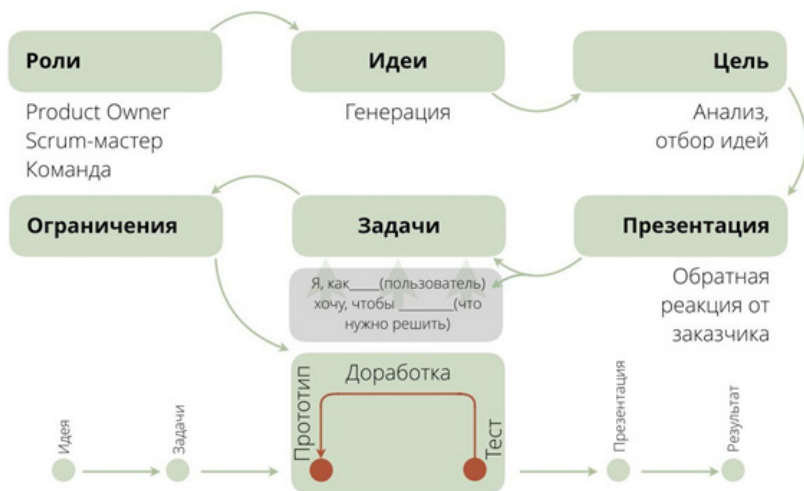 Роли
Идеи
Цель
Product Owner
Scrum-мастер
Команда
Генерация
Анализ,
отбор идей
Ограничения
Задачи
Презентация
Я, как____(пользователь)
хочу, чтобы _______(что
нужно решить)
Обратная
реакция от
заказчика
Доработка
Прототип
Тест
Идея
Задачи
Презентация
Результат